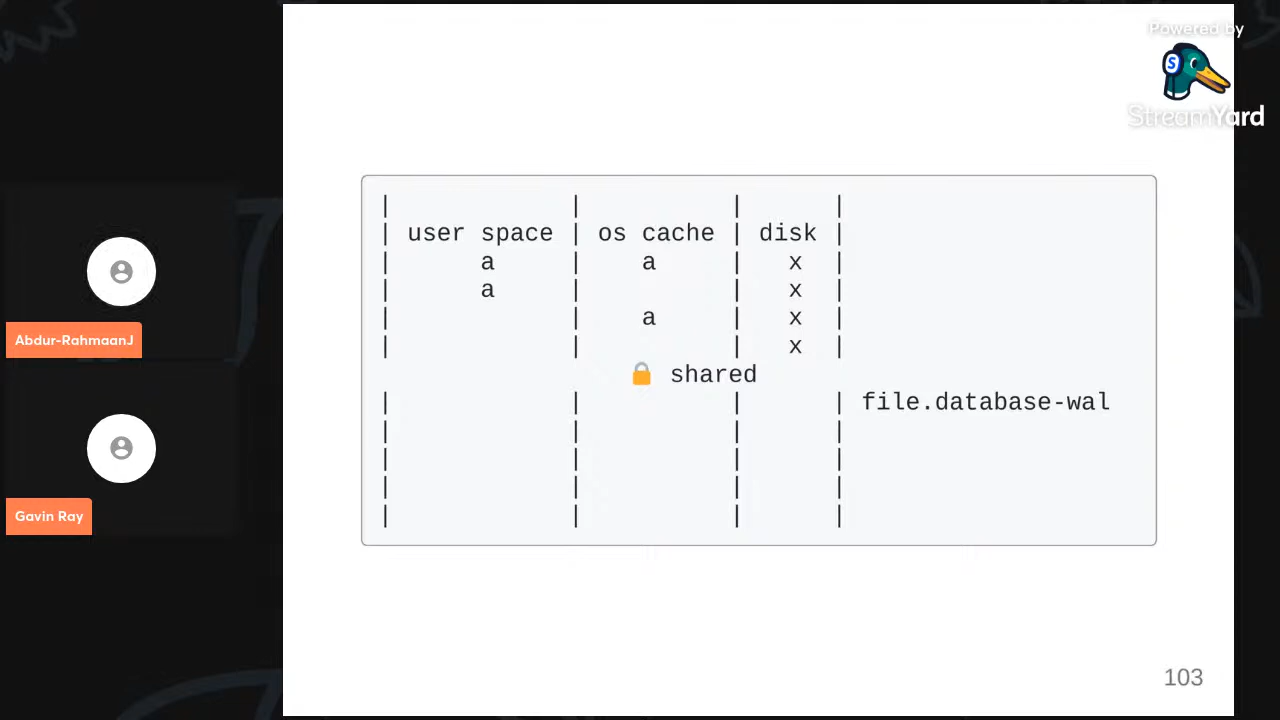 Powered by
StreamYard
| | | |
| user space | os cache | disk |
| a | a | x |
| a | | x |
| | a | x |
| | | x |
🔒 shared
| | | | file.database-wal
| | | |
| | | |
| | | |
| | | |
Abdur-RahmaanJ
Gavin Ray
103